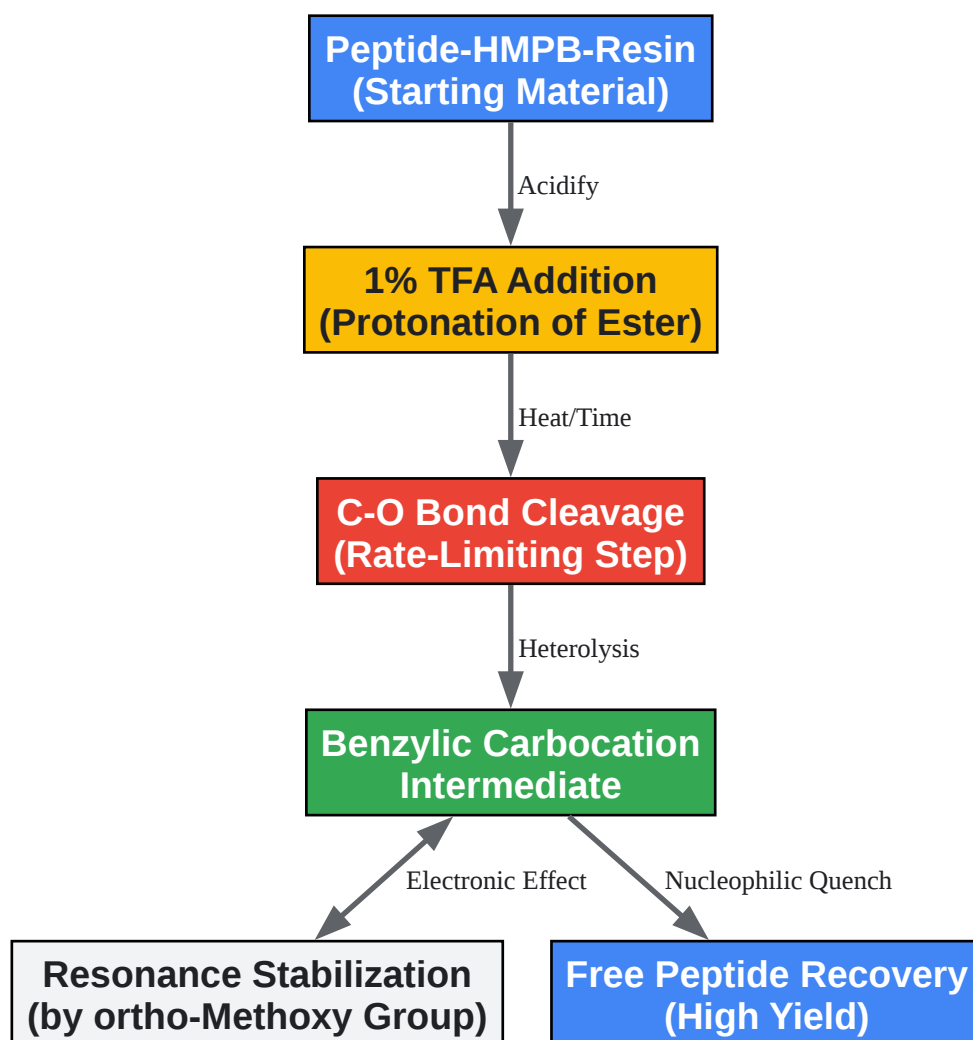 Peptide-HMPB-Resin
(Starting Material)
Acidify
1% TFA Addition
(Protonation of Ester)
Heat/Time
C-O Bond Cleavage
(Rate-Limiting Step)
Heterolysis
Benzylic Carbocation
Intermediate
Electronic Effect
Nucleophilic Quench
Resonance Stabilization
(by ortho-Methoxy Group)
Free Peptide Recovery
(High Yield)